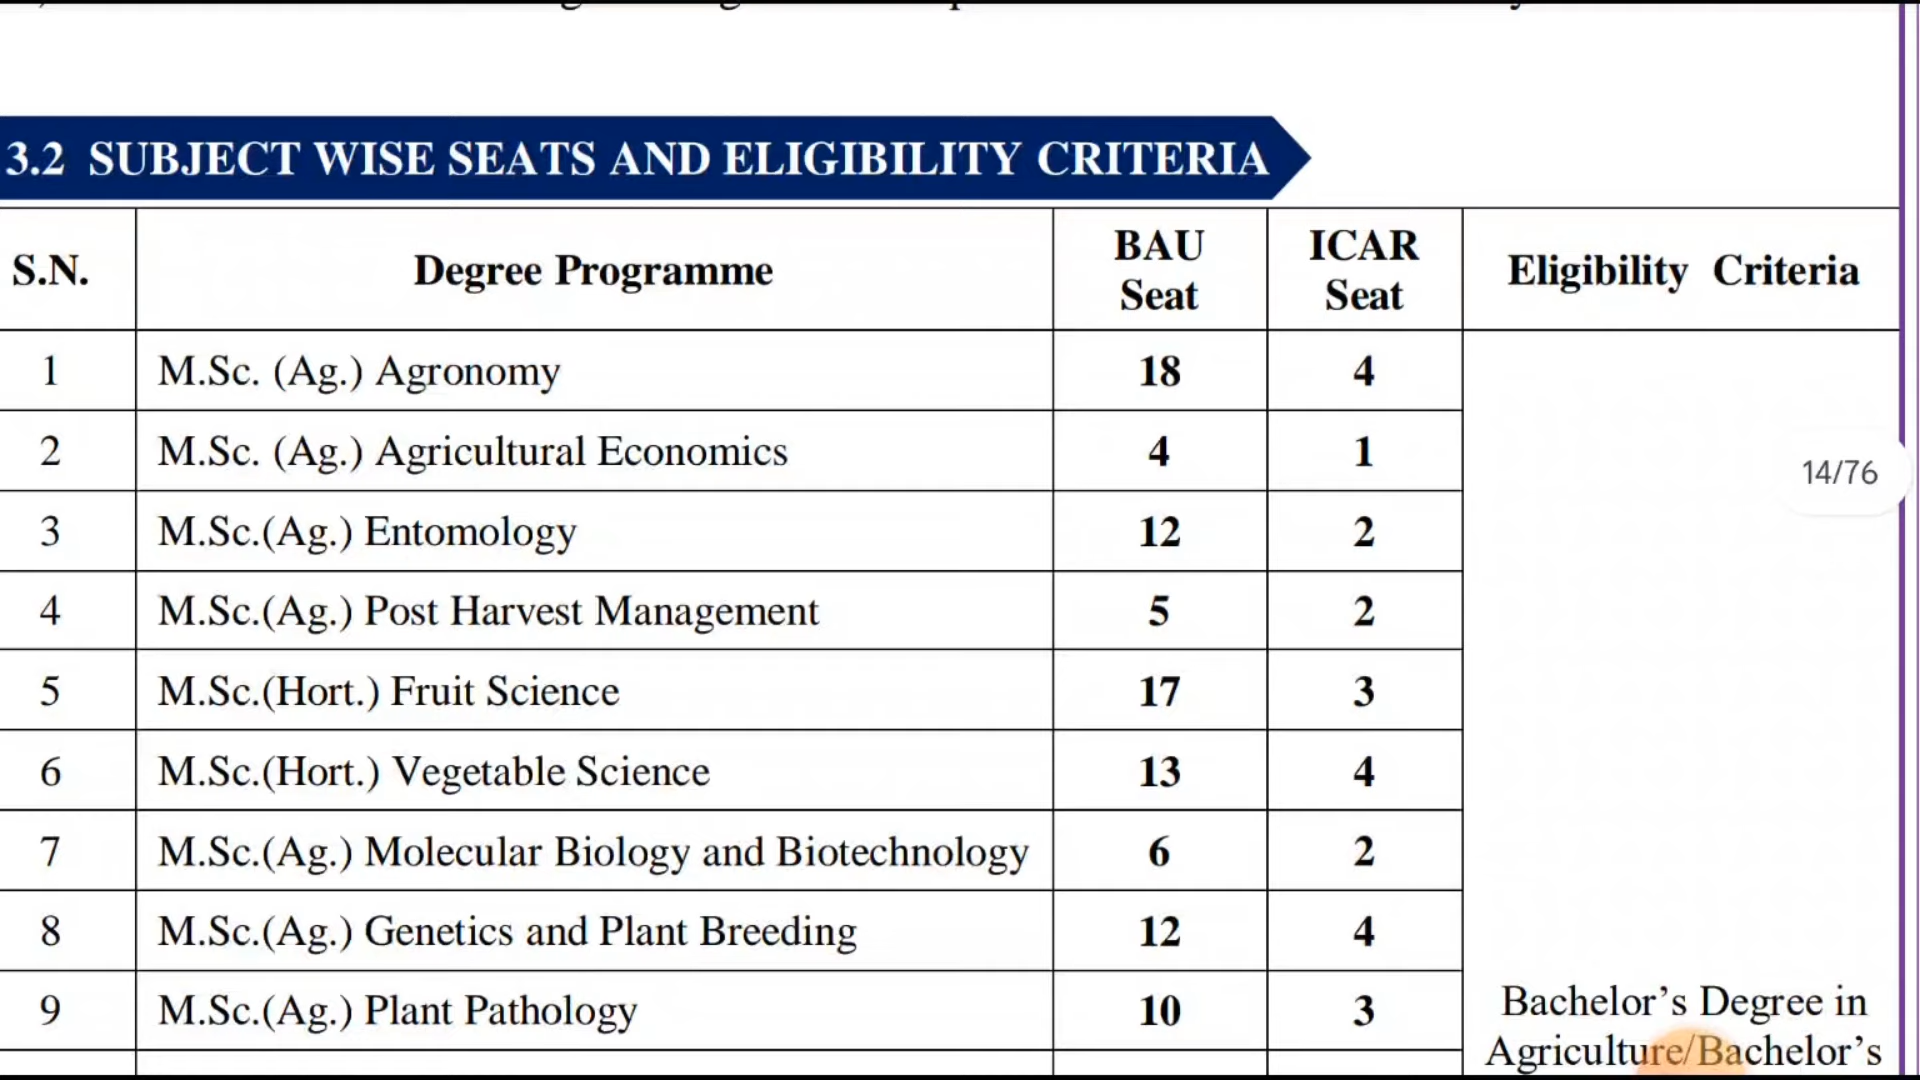 3.2 SUBJECT WISE SEATS AND ELIGIBILITY CRITERIA
S.N. Degree Programme BAU Seat ICAR Seat Eligibility Criteria
1 M.Sc. (Ag.) Agronomy 18 4
2 M.Sc. (Ag.) Agricultural Economics 4 1
14/76
3 M.Sc.(Ag.) Entomology 12 2
4 M.Sc.(Ag.) Post Harvest Management 5 2
5 M.Sc.(Hort.) Fruit Science 17 3
6 M.Sc.(Hort.) Vegetable Science 13 4
7 M.Sc.(Ag.) Molecular Biology and Biotechnology 6 2
8 M.Sc.(Ag.) Genetics and Plant Breeding 12 4
9 M.Sc.(Ag.) Plant Pathology 10 3
Bachelor’s Degree in
Agriculture/Bachelor’s